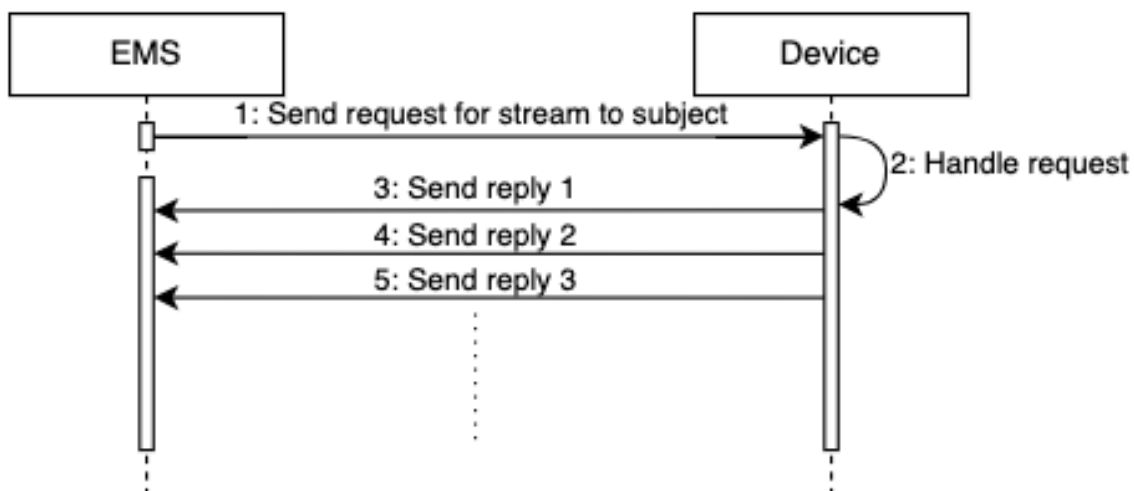 EMS
Device
1: Send request for stream to subject
2: Handle request
3: Send reply 1
4: Send reply 2
5: Send reply 3